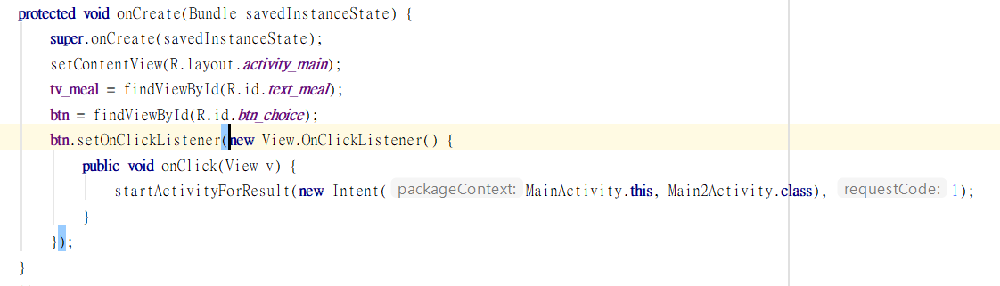 protected void onCreate(Bundle savedInstanceState) {
super.onCreate(savedInstanceState);
setContentView(R.layout.activity_main);
tv_meal = findViewById(R.id.text_meal);
btn = findViewById(R.id.btn_choice);
btn.setOnClickListener(new View.OnClickListener() {
public void onClick(View v) {
startActivityForResult(new Intent( packageContext: MainActivity.this, Main2Activity.class), requestCode: 1);
}
});
}